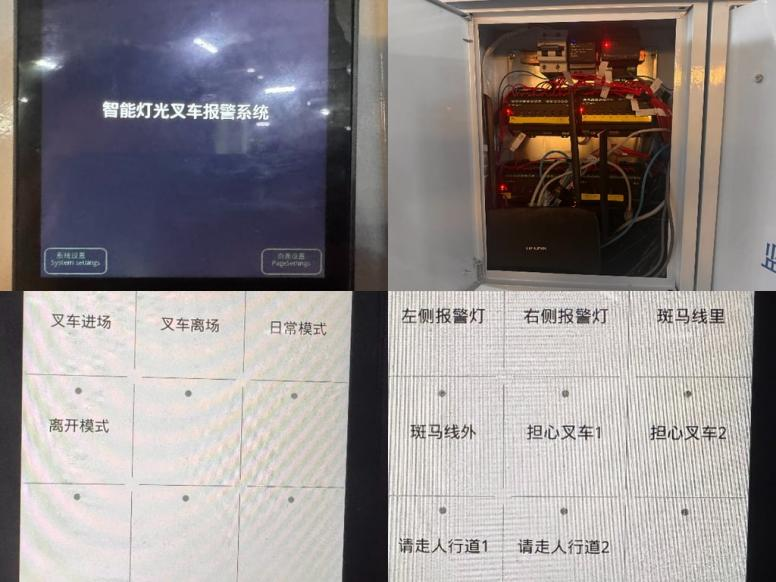 智能灯光叉车报警系统
系统设置
System settings
页面设置
PageSettings
tp-link
叉车进场
叉车离场
日常模式
离开模式
左侧报警灯
右侧报警灯
斑马线里
斑马线外
担心叉车1
担心叉车2
请走人行道1
请走人行道2